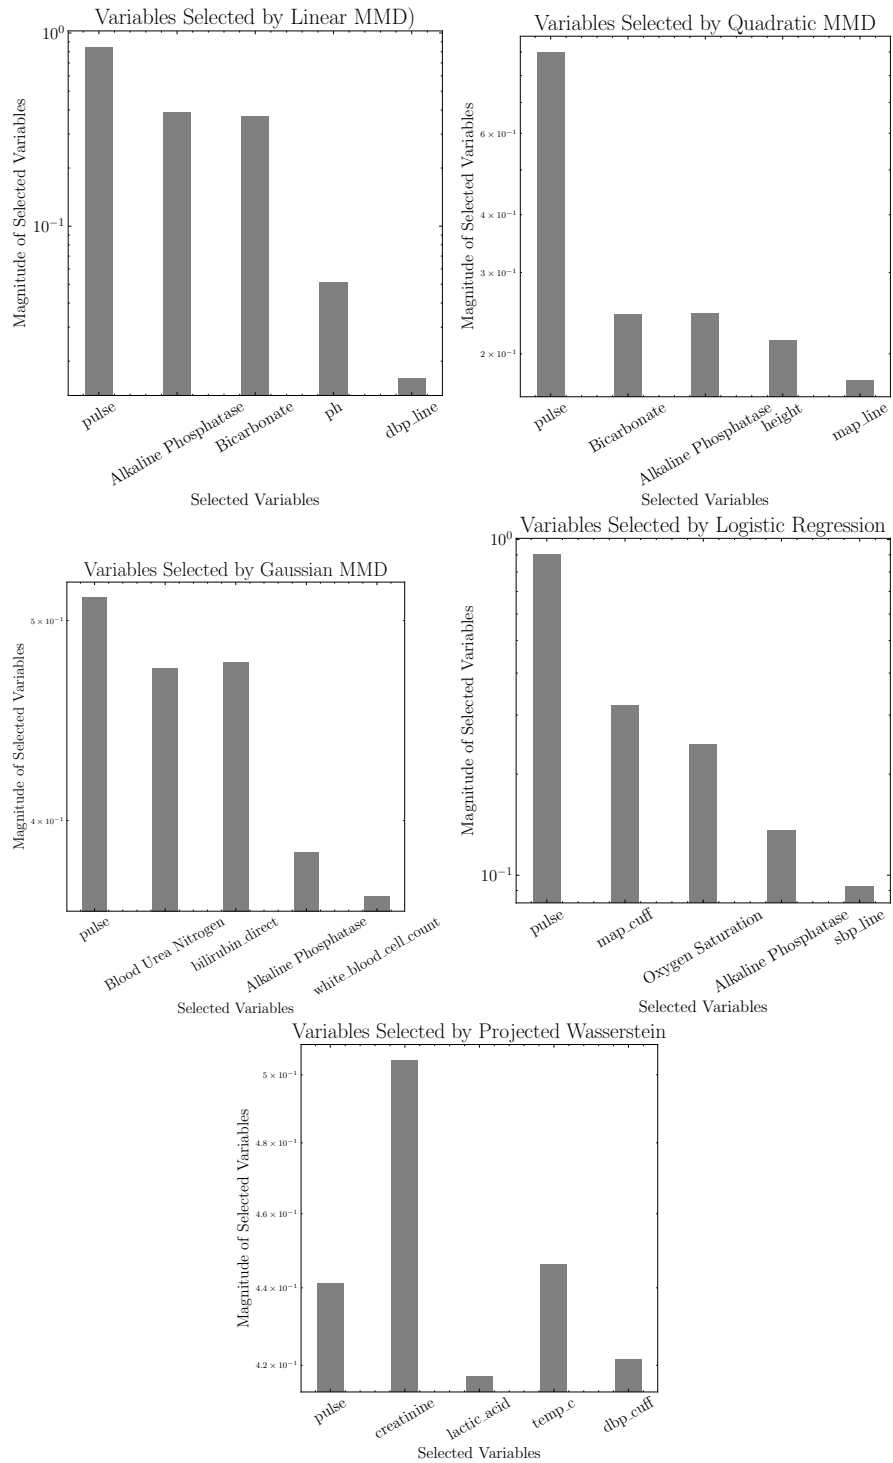 Variables Selected by Linear MMD)
Magnitude of Selected Variables
10⁰
10⁻¹
pulse
Alkaline Phosphatase
Bicarbonate
ph
dbp_line
Selected Variables
Variables Selected by Quadratic MMD
Magnitude of Selected Variables
6 × 10⁻¹
4 × 10⁻¹
3 × 10⁻¹
2 × 10⁻¹
pulse
Bicarbonate
Alkaline Phosphatase
height
map_line
Selected Variables
Variables Selected by Gaussian MMD
Magnitude of Selected Variables
5 × 10⁻¹
4 × 10⁻¹
pulse
Blood Urea Nitrogen
bilirubin_direct
Alkaline Phosphatase
white_blood_cell_count
Selected Variables
Variables Selected by Logistic Regression
Magnitude of Selected Variables
10⁰
10⁻¹
pulse
map_cuff
Oxygen Saturation
Alkaline Phosphatase
sbp_line
Selected Variables
Variables Selected by Projected Wasserstein
Magnitude of Selected Variables
5 × 10⁻¹
4.8 × 10⁻¹
4.6 × 10⁻¹
4.4 × 10⁻¹
4.2 × 10⁻¹
pulse
creatinine
lactic_acid
temp_c
dbp_cuff
Selected Variables